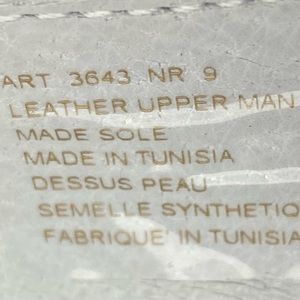 ART 3643 NR 9
LEATHER UPPER MAN
MADE SOLE
MADE IN TUNISIA
DESSUS PEAU
SEMELLE SYNTHETIQ
FABRIQUE IN TUNISIA